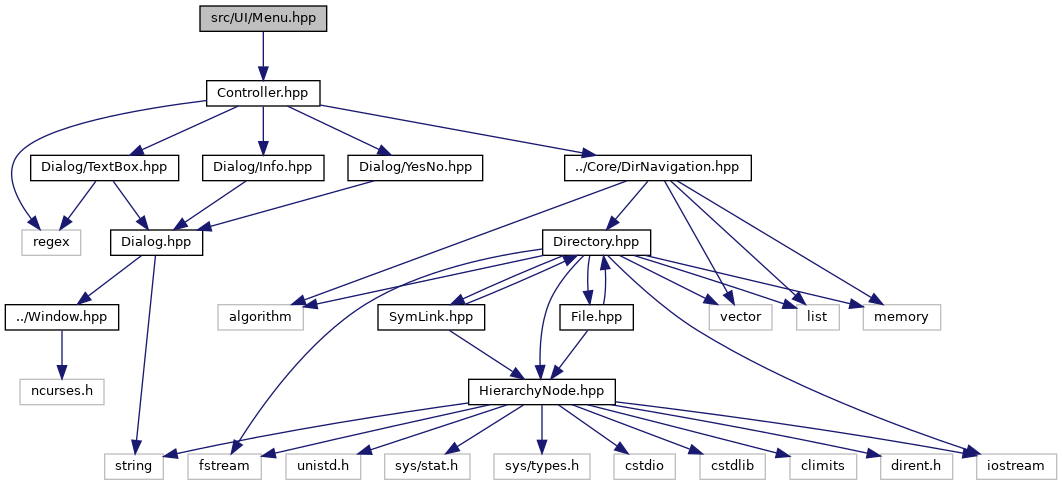 src/UI/Menu.hpp
Controller.hpp
Dialog/TextBox.hpp
Dialog/Info.hpp
Dialog/YesNo.hpp
../Core/DirNavigation.hpp
regex
Dialog.hpp
Directory.hpp
../Window.hpp
algorithm
SymLink.hpp
File.hpp
vector
list
memory
ncurses.h
HierarchyNode.hpp
string
fstream
unistd.h
sys/stat.h
sys/types.h
cstdio
cstdlib
climits
dirent.h
iostream